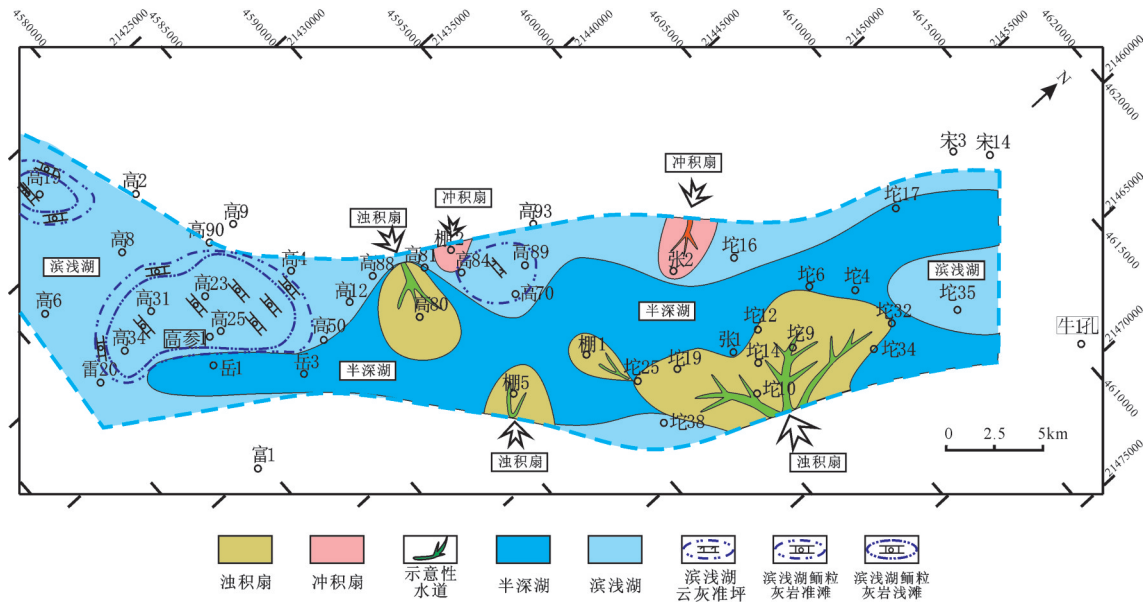 4580000
21425000
4585000
4590000
21430000
4595000
21435000
4600000
21440000
4605000
21445000
4610000
21450000
4615000
21455000
4620000
21460000
4620000
21465000
4615000
21470000
4610000
21475000
N
宋3
宋14
冲积扇
冲积扇
浊积扇
高19
高2
高9
高90
高93
坨17
棚2
高8
高4
高88
高81
高84
高89
张2
坨16
滨浅湖
滨浅湖
高6
高31
高23
高12
高80
高70
半深湖
坨6
坨4
坨35
高34
高25
高参1
高50
坨12
坨9
坨32
牛1孔
雷20
岳1
岳3
半深湖
棚5
棚1
坨25
坨19
张1
坨14
坨34
坨10
坨38
富1
浊积扇
浊积扇
0 2.5 5km
浊积扇
冲积扇
示意性
水道
半深湖
滨浅湖
滨浅湖
云灰准坪
滨浅湖鲕粒
灰岩准滩
滨浅湖鲕粒
灰岩浅滩